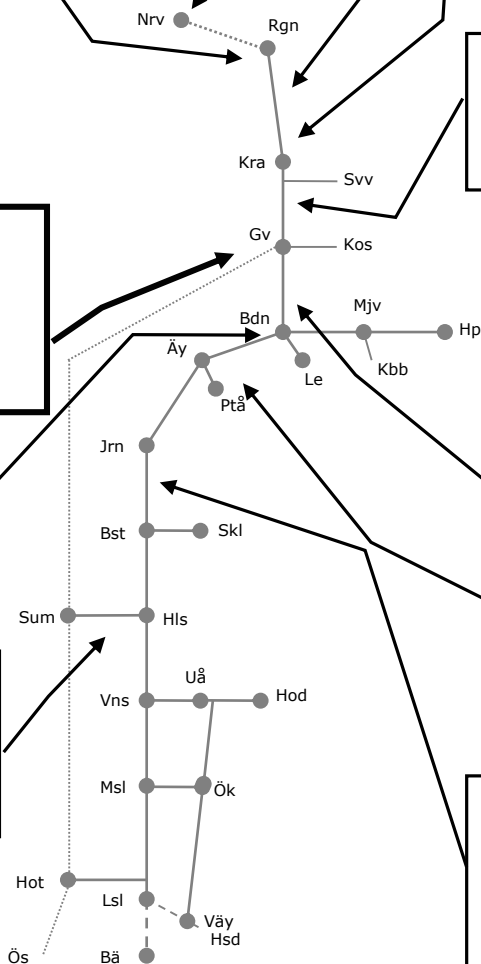 Nrv
Rgn
Kra
Svv
Gv
Kos
Bdn
Mjv
Hp
Äy
Le
Kbb
Ptå
Jrn
Bst
Skl
Sum
Hls
Uå
Vns
Hod
Msl
Ök
Hot
Lsl
Väy
Hsd
Ös
Bä